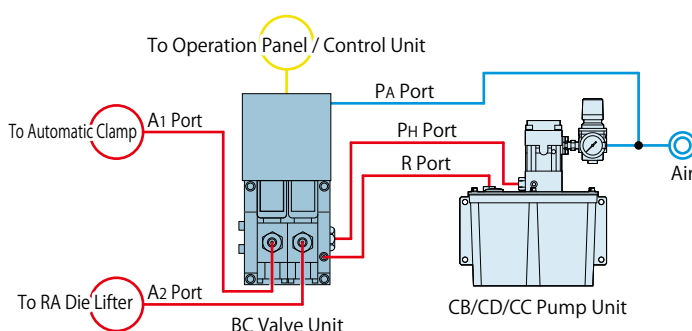 To Operation Panel / Control Unit
PA Port
A1 Port
To Automatic Clamp
PH Port
R Port
Air
A2 Port
To RA Die Lifter
CB/CD/CC Pump Unit
BC Valve Unit